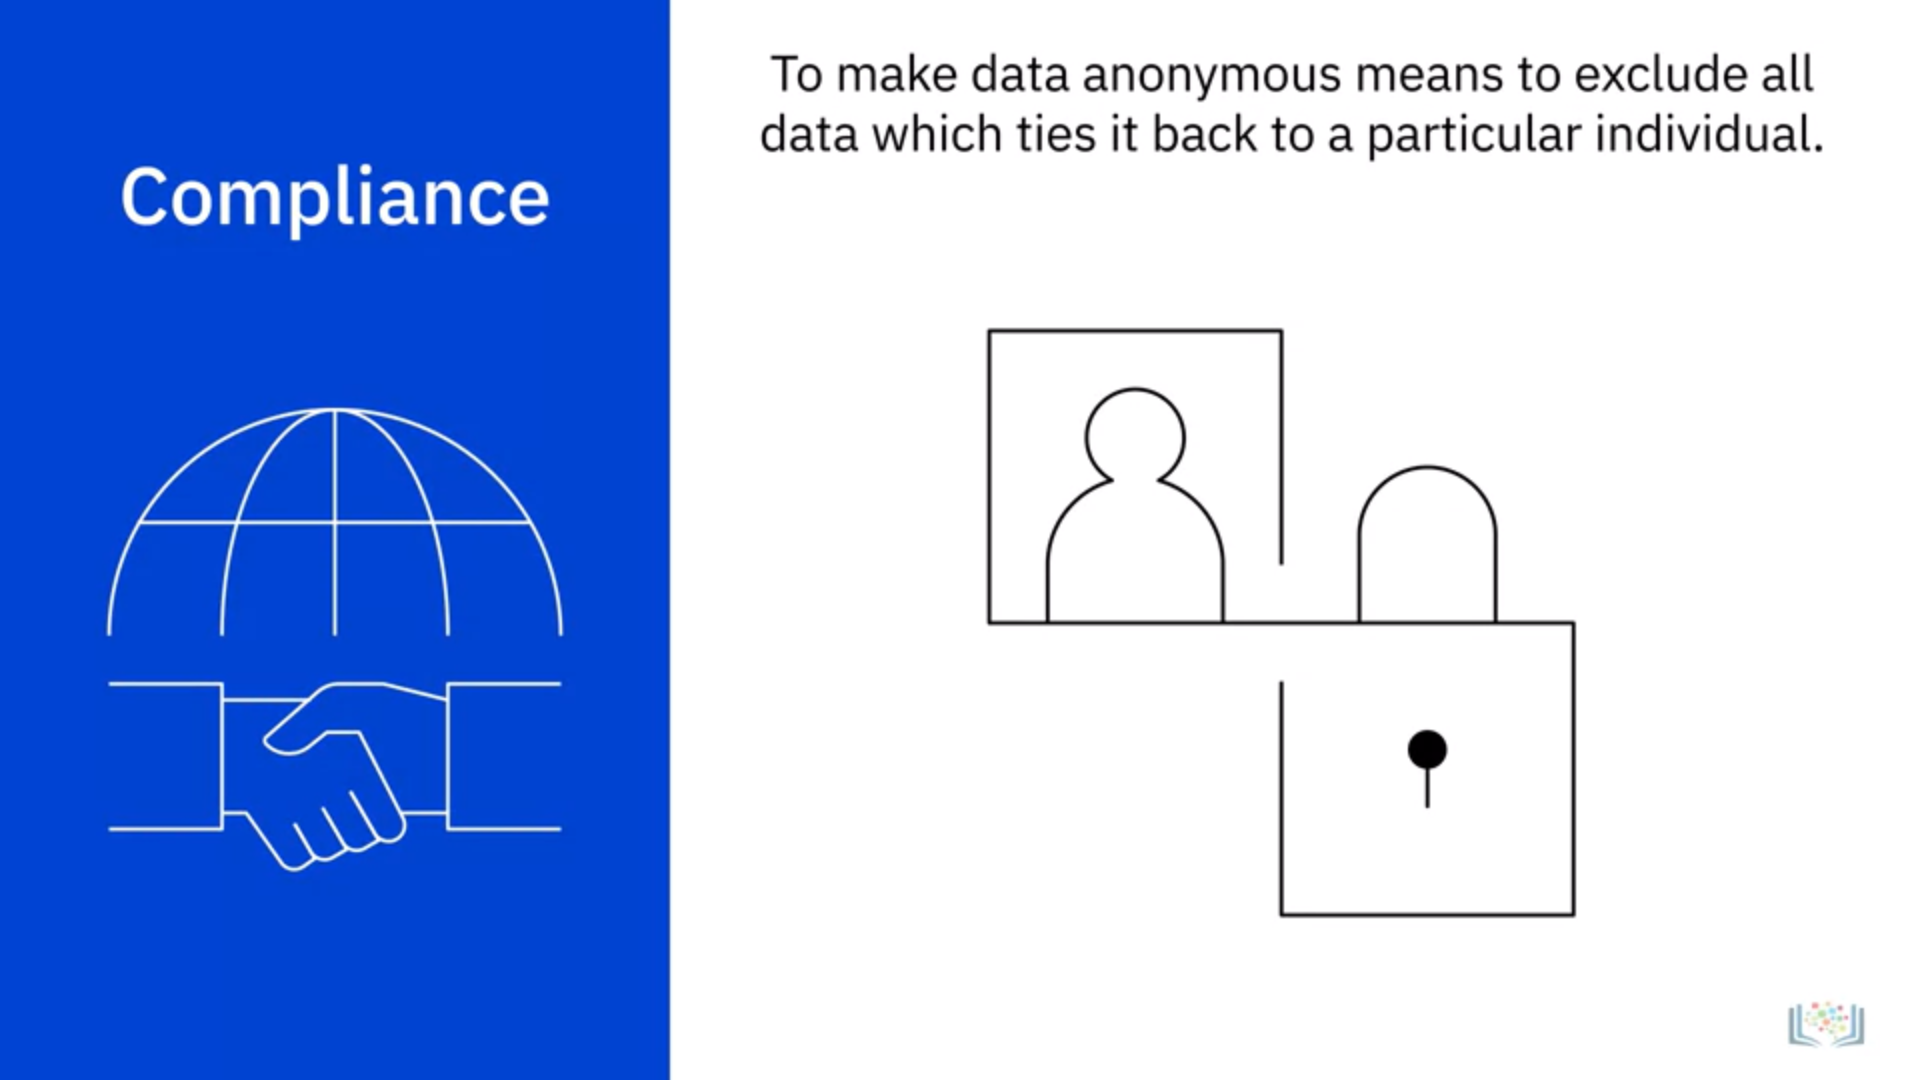 Compliance
To make data anonymous means to exclude all
data which ties it back to a particular individual.